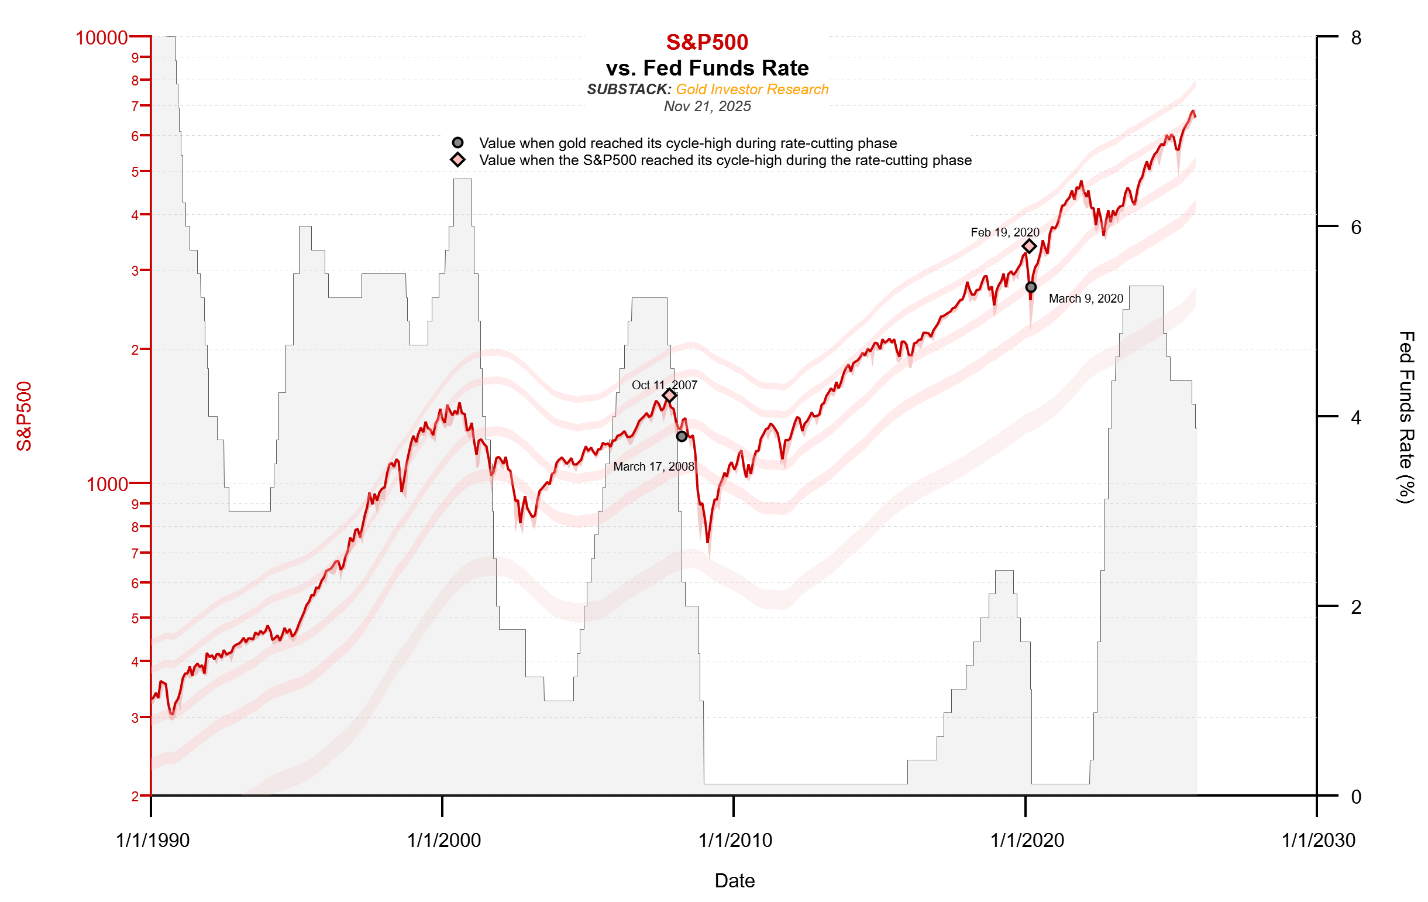 S&P500
vs. Fed Funds Rate
SUBSTACK: Gold Investor Research
Nov 21, 2025
Value when gold reached its cycle-high during rate-cutting phase
Value when the S&P500 reached its cycle-high during the rate-cutting phase
10000
9
8
7
6
5
4
3
2
1000
9
8
7
6
5
4
3
2
S&P500
8
6
4
2
0
Fed Funds Rate (%)
Feb 19, 2020
March 9, 2020
Oct 11, 2007
March 17, 2008
1/1/1990
1/1/2000
1/1/2010
1/1/2020
1/1/2030
Date